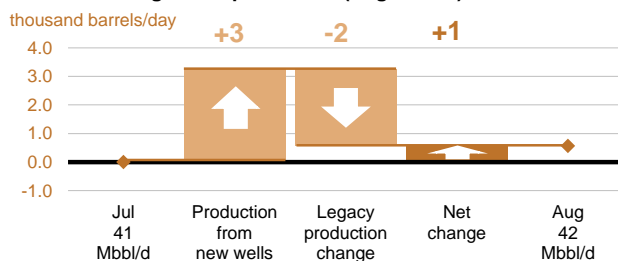 thousand barrels/day
+3
-2
+1
4.0
3.0
2.0
1.0
0.0
-1.0
Jul
41
Mbbl/d
Production
from
new wells
Legacy
production
change
Net
change
Aug
42
Mbbl/d